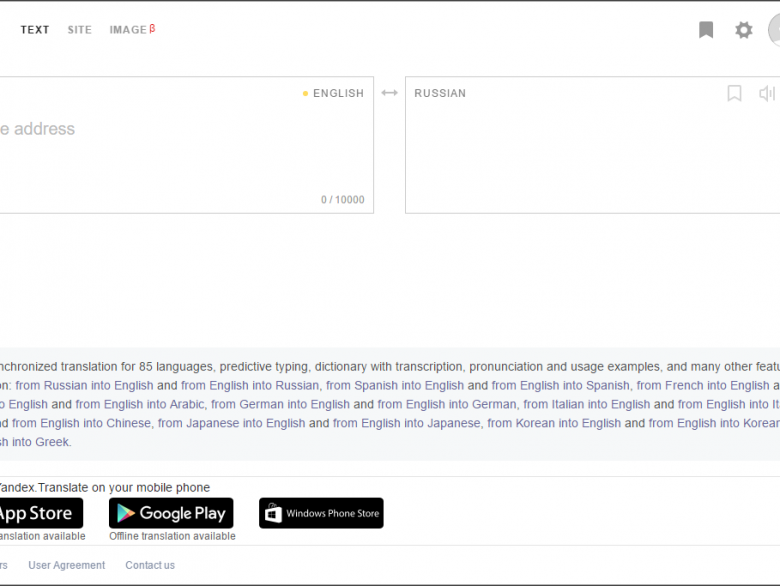 TEXT SITE IMAGE β
ENGLISH
RUSSIAN
e address
0 / 10000
nchronized translation for 85 languages, predictive typing, dictionary with transcription, pronunciation and usage examples, and many other featu
on: from Russian into English and from English into Russian, from Spanish into English and from English into Spanish, from French into English a
o English and from English into Arabic, from German into English and from English into German, from Italian into English and from English into Ita
d from English into Chinese, from Japanese into English and from English into Japanese, from Korean into English and from English into Korean
sh into Greek.
Yandex.Translate on your mobile phone
App Store
Google Play
Windows Phone Store
anslation available
Offline translation available
rs User Agreement Contact us